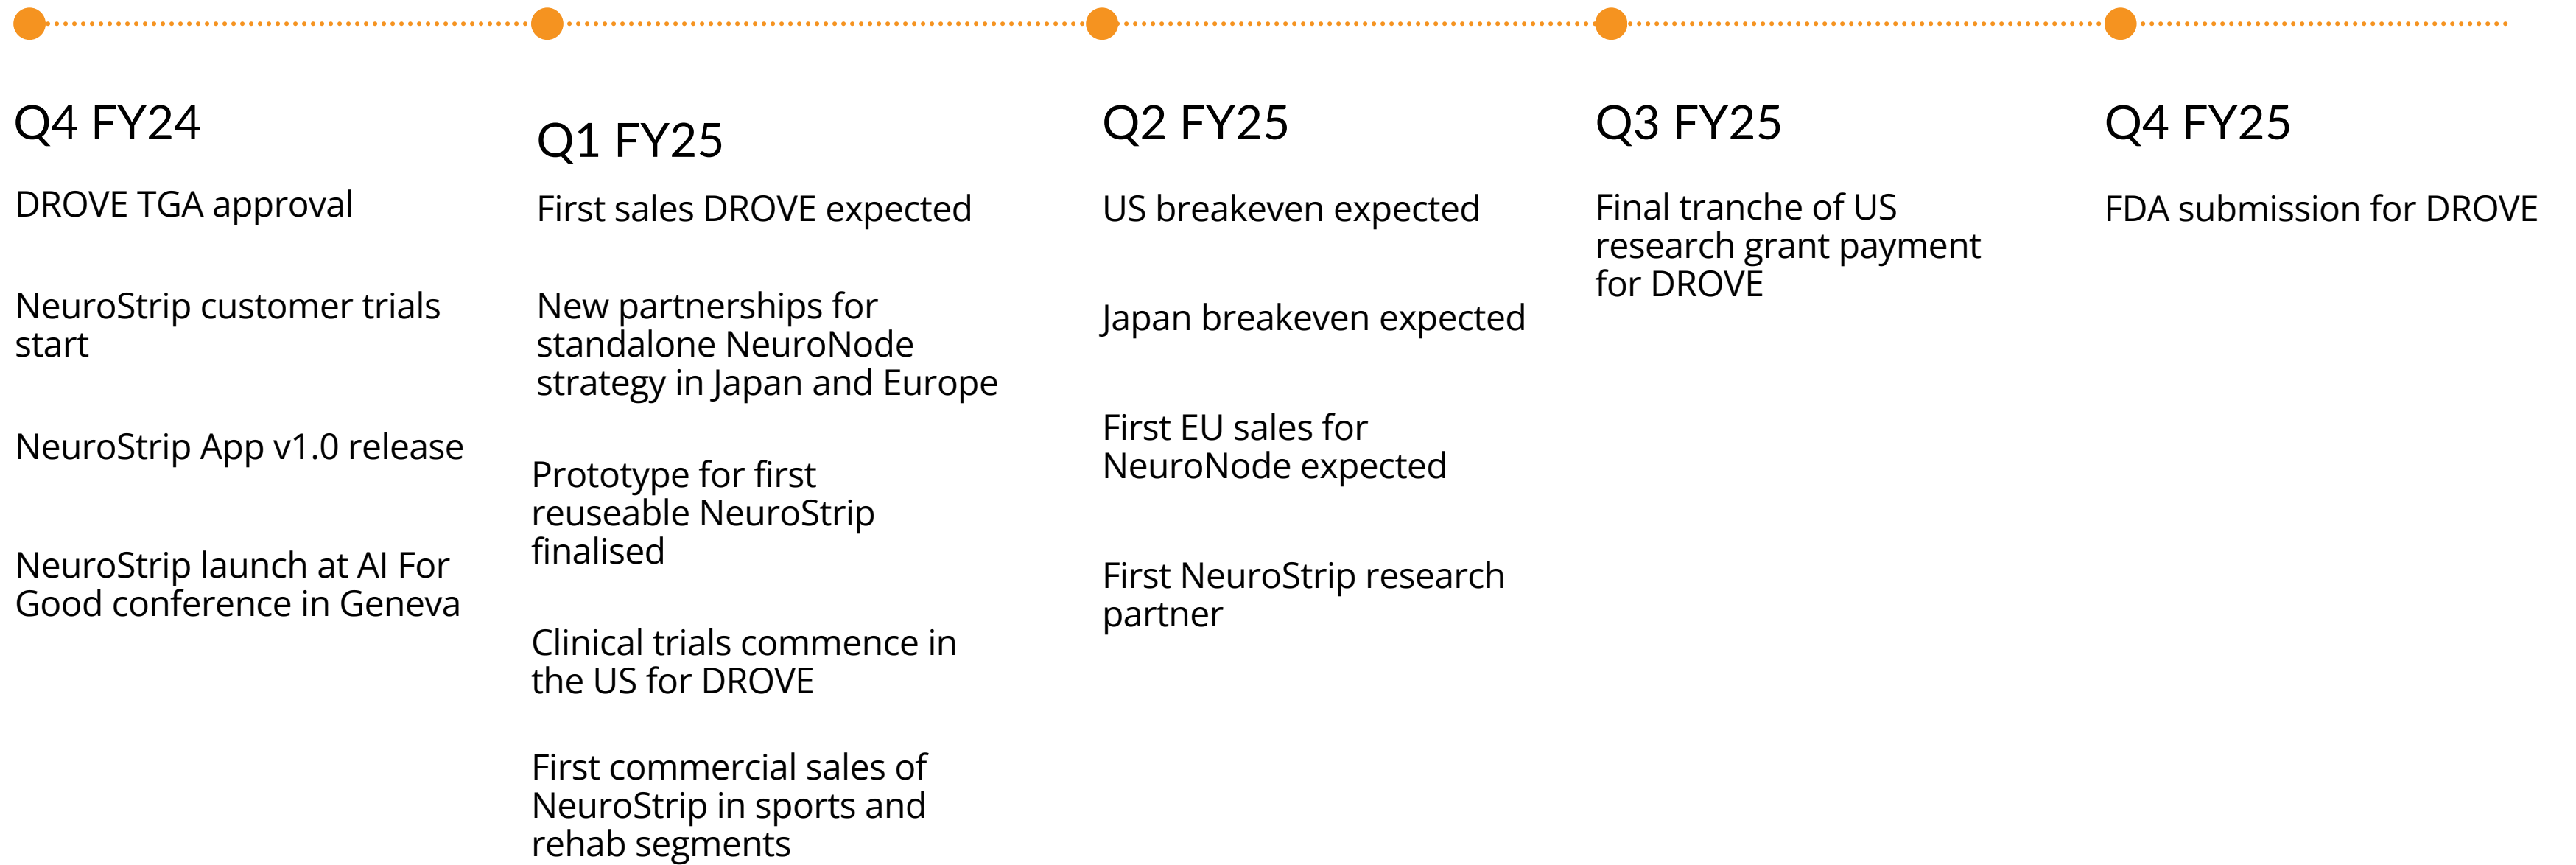 Q4 FY24
DROVE TGA approval
NeuroStrip customer trials
start
NeuroStrip App v1.0 release
NeuroStrip launch at AI For
Good conference in Geneva
Q1 FY25
First sales DROVE expected
New partnerships for
standalone NeuroNode
strategy in Japan and Europe
Prototype for first
reuseable NeuroStrip
finalised
Clinical trials commence in
the US for DROVE
First commercial sales of
NeuroStrip in sports and
rehab segments
Q2 FY25
US breakeven expected
Japan breakeven expected
First EU sales for
NeuroNode expected
First NeuroStrip research
partner
Q3 FY25
Final tranche of US
research grant payment
for DROVE
Q4 FY25
FDA submission for DROVE